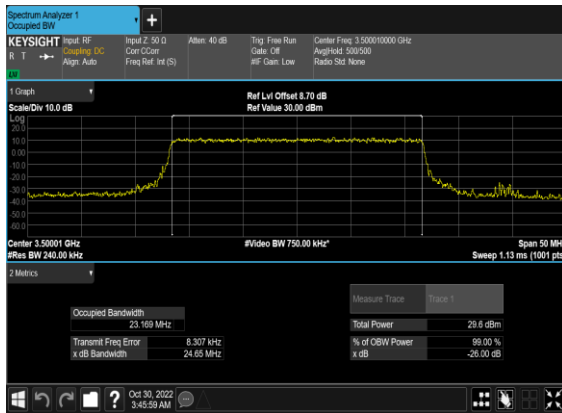 Spectrum Analyzer 1
Occupied BW
+
KEYSIGHT Input: RF Input Z: 50 Ω Atten: 40 dB Trig: Free Run Center Freq: 3.500010000 GHz
R T Coupling: DC Corr CCorr Gate: Off Avg|Hold: 500/500
Align: Auto Freq Ref: Int (S) #IF Gain: Low Radio Std: None
1 Graph
Ref Lvl Offset 8.70 dB
Scale/Div 10.0 dB Ref Value 30.00 dBm
Log
20.0
10.0
0.00
-10.0
-20.0
-30.0
-40.0
-50.0
-60.0
Center 3.50001 GHz #Video BW 750.00 kHz* Span 50 MH
#Res BW 240.00 kHz Sweep 1.13 ms (1001 pts
2 Metrics
Measure Trace Trace 1
Occupied Bandwidth
23.169 MHz Total Power 29.6 dBm
Transmit Freq Error 8.307 kHz % of OBW Power 99.00 %
x dB Bandwidth 24.65 MHz x dB -26.00 dB
? Oct 30, 2022
3:45:59 AM